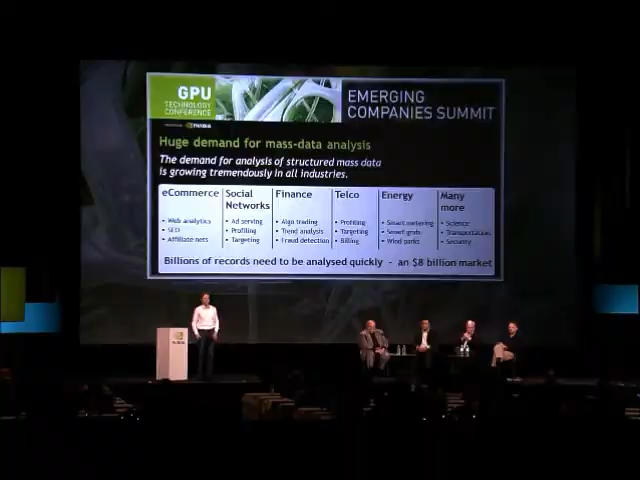 GPU
TECHNOLOGY
CONFERENCE
EMERGING
COMPANIES SUMMIT
Huge demand for mass-data analysis
The demand for analysis of structured mass data
is growing tremendously in all industries.
eCommerce
• Web analytics
• SEO
• Affiliate nets
Social
Networks
• Ad serving
• Profiling
• Targeting
Finance
• Algo trading
• Trend analysis
• Fraud detection
Telco
• Profiling
• Targeting
• Billing
Energy
• Smart metering
• Smart grids
• Wind parks
Many
more
• Science
• Transportation
• Security
Billions of records need to be analysed quickly - an $8 billion market